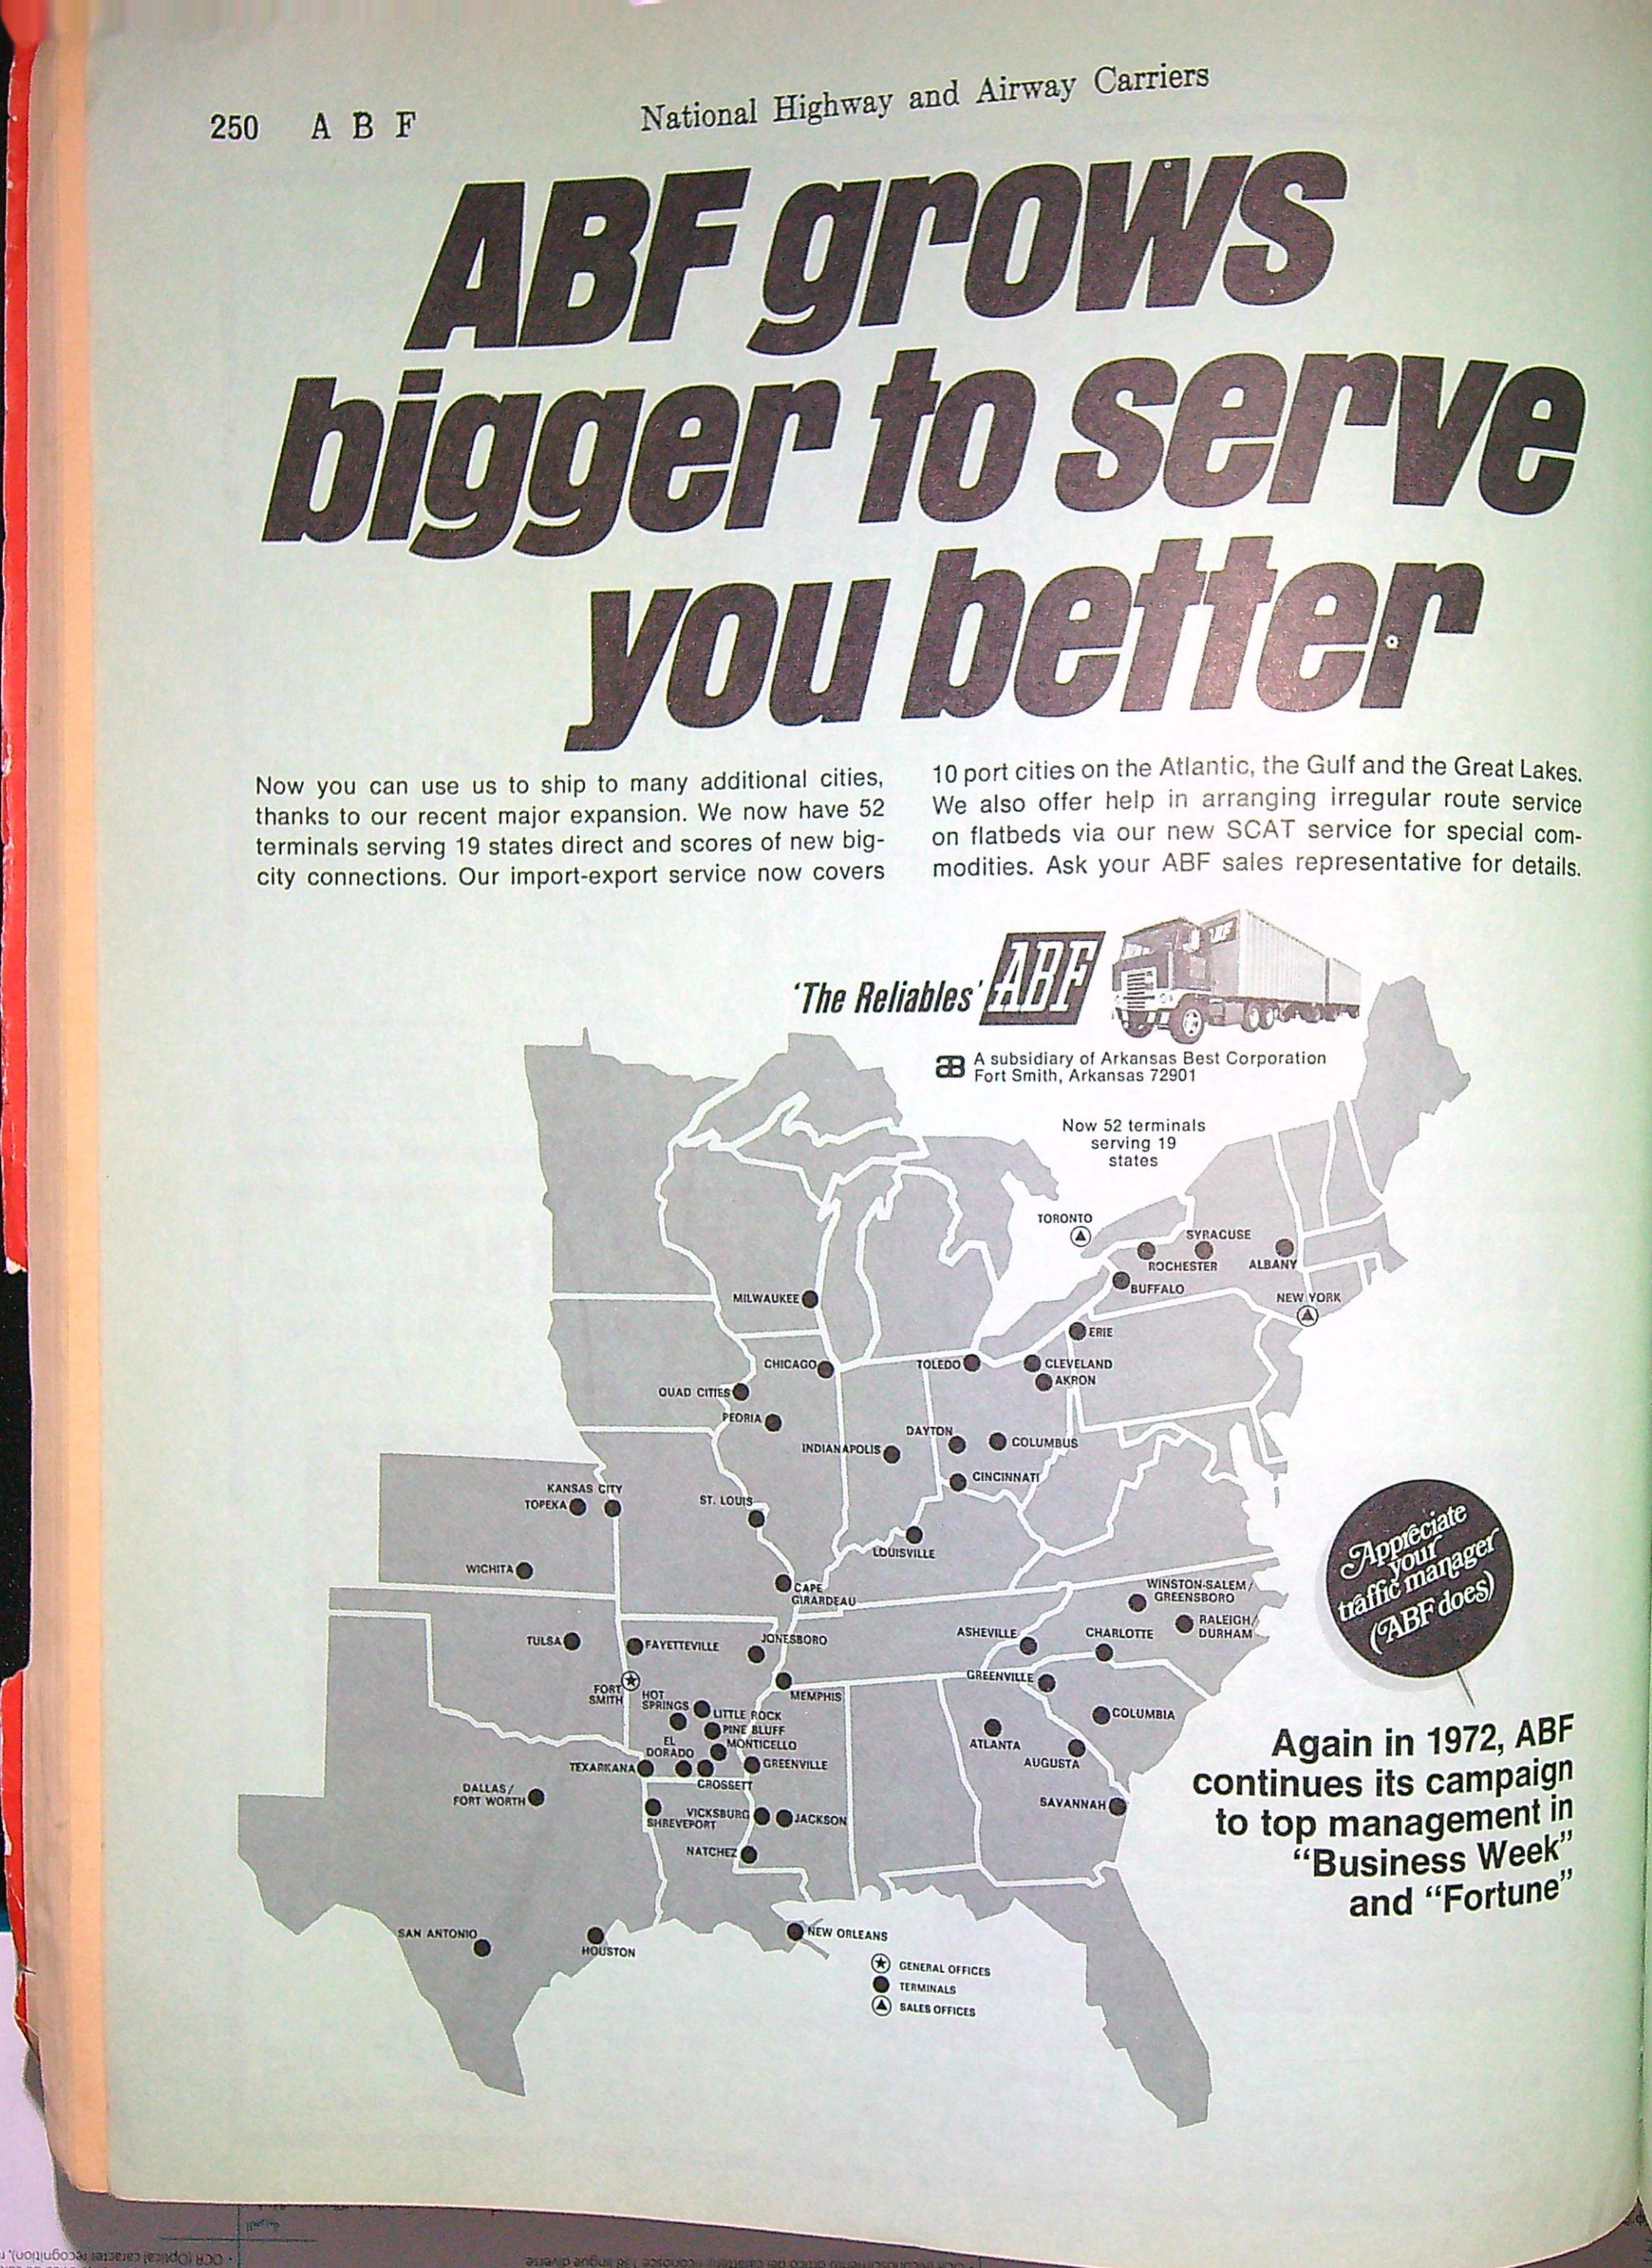 250 A B F
National Highway and Airway Carriers
ABF grows
bigger to serve
you better
Now you can use us to ship to many additional cities,
thanks to our recent major expansion. We now have 52
terminals serving 19 states direct and scores of new big-
city connections. Our import-export service now covers
10 port cities on the Atlantic, the Gulf and the Great Lakes.
We also offer help in arranging irregular route service
on flatbeds via our new SCAT service for special com-
modities. Ask your ABF sales representative for details.
'The Reliables' ABF
ABF
aB A subsidiary of Arkansas Best Corporation
Fort Smith, Arkansas 72901
Now 52 terminals
serving 19
states
TORONTO
SYRACUSE
ROCHESTER
ALBANY
BUFFALO
NEW YORK
MILWAUKEE
ERIE
CHICAGO
TOLEDO
CLEVELAND
AKRON
QUAD CITIES
PEORIA
DAYTON
INDIANAPOLIS
COLUMBUS
CINCINNATI
KANSAS CITY
TOPEKA
ST. LOUIS
LOUISVILLE
WICHITA
CAPE
GIRARDEAU
WINSTON-SALEM/
GREENSBORO
RALEIGH/
DURHAM
TULSA
FAYETTEVILLE
JONESBORO
ASHEVILLE
CHARLOTTE
GREENVILLE
FORT
SMITH
HOT
SPRINGS
MEMPHIS
LITTLE ROCK
PINE BLUFF
MONTICELLO
COLUMBIA
EL
DORADO
ATLANTA
TEXARKANA
GREENVILLE
AUGUSTA
CROSSETT
DALLAS/
FORT WORTH
SAVANNAH
SHREVEPORT
VICKSBURG
JACKSON
NATCHEZ
SAN ANTONIO
HOUSTON
NEW ORLEANS
GENERAL OFFICES
TERMINALS
SALES OFFICES
Appreciate
your
traffic manager
(ABF does)
Again in 1972, ABF
continues its campaign
to top management in
“Business Week”
and “Fortune”
OCR (Optical caracter recognition),